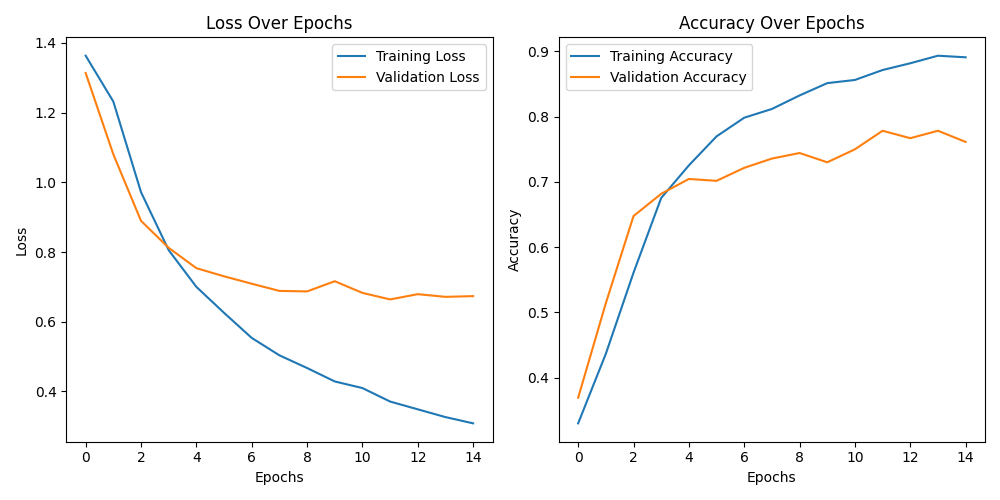 Loss Over Epochs
Training Loss
Validation Loss
1.4
1.2
1.0
0.8
0.6
0.4
Loss
0 2 4 6 8 10 12 14
Epochs
Accuracy Over Epochs
Training Accuracy
Validation Accuracy
0.9
0.8
0.7
0.6
0.5
0.4
Accuracy
0 2 4 6 8 10 12 14
Epochs